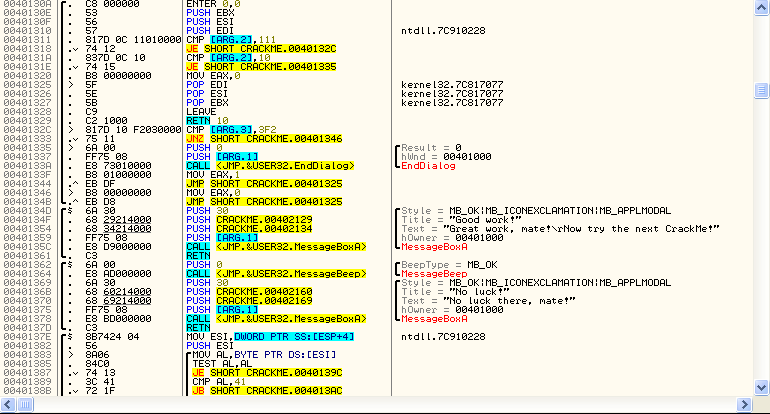 0040130A . C8 000000 ENTER 0,0
0040130E . 53 PUSH EBX
0040130F . 56 PUSH ESI
00401310 . 57 PUSH EDI ntdll.7C910228
00401311 . 817D 0C 11010000 CMP [ARG.2],111
00401318 . 74 12 JE SHORT CRACKME.0040132C
0040131A . 837D 0C 10 CMP [ARG.2],10
0040131E . 74 15 JE SHORT CRACKME.00401335
00401320 . B8 00000000 MOV EAX,0
00401325 > 5F POP EDI kernel32.7C817077
00401326 . 5E POP ESI kernel32.7C817077
00401327 . 5B POP EBX kernel32.7C817077
00401328 . C9 LEAVE
00401329 . C2 1000 RETN 10
0040132C > 817D 10 F2030000 CMP [ARG.3],3F2
00401333 . 75 11 JNZ SHORT CRACKME.00401346
00401335 > 6A 00 PUSH 0 Result = 0
00401337 . FF75 08 PUSH [ARG.1] hWnd = 00401000
0040133A . E8 73010000 CALL <JMP.&USER32.EndDialog> EndDialog
0040133F . B8 01000000 MOV EAX,1
00401344 .^ EB DF JMP SHORT CRACKME.00401325
00401346 > B8 00000000 MOV EAX,0
0040134B .^ EB D8 JMP SHORT CRACKME.00401325
0040134D $ 6A 30 PUSH 30 Style = MB_OK|MB_ICONEXCLAMATION|MB_APPLMODAL
0040134F . 68 29214000 PUSH CRACKME.00402129 Title = "Good work!"
00401354 . 68 34214000 PUSH CRACKME.00402134 Text = "Great work, mate!\rNow try the next CrackMe!"
00401359 . FF75 08 PUSH [ARG.1] hOwner = 00401000
0040135C . E8 D9000000 CALL <JMP.&USER32.MessageBoxA> MessageBoxA
00401361 . C3 RETN
00401362 $ 6A 00 PUSH 0 BeepType = MB_OK
00401364 . E8 AD000000 CALL <JMP.&USER32.MessageBeep> MessageBeep
00401369 . 6A 30 PUSH 30 Style = MB_OK|MB_ICONEXCLAMATION|MB_APPLMODAL
0040136B . 68 60214000 PUSH CRACKME.00402160 Title = "No luck!"
00401370 . 68 69214000 PUSH CRACKME.00402169 Text = "No luck there, mate!"
00401375 . FF75 08 PUSH [ARG.1] hOwner = 00401000
00401378 . E8 BD000000 CALL <JMP.&USER32.MessageBoxA> MessageBoxA
0040137D . C3 RETN
0040137E $ 8B7424 04 MOV ESI,DWORD PTR SS:[ESP+4] ntdll.7C910228
00401382 . 56 PUSH ESI
00401383 > 8A06 MOV AL,BYTE PTR DS:[ESI]
00401385 . 84C0 TEST AL,AL
00401387 . 74 13 JE SHORT CRACKME.0040139C
00401389 . 3C 41 CMP AL,41
0040138B . 72 1F JB SHORT CRACKME.004013AC